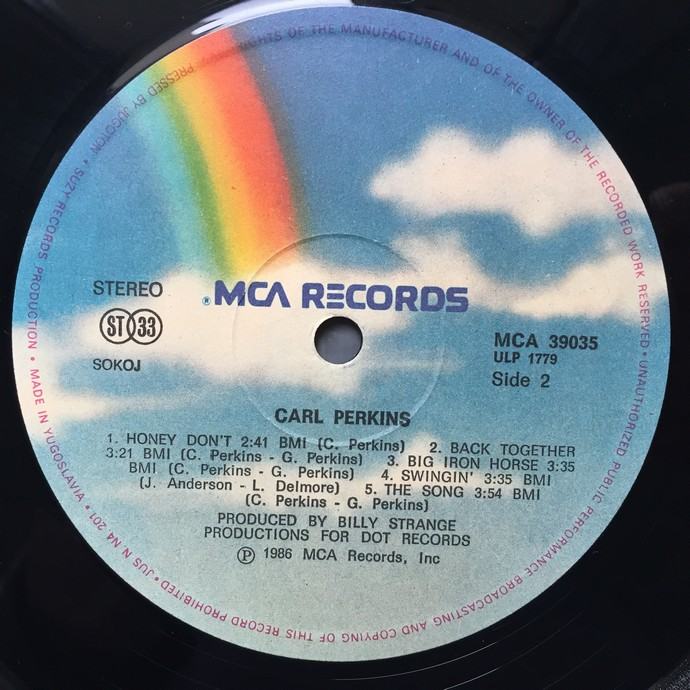 RIGHTS OF THE MANUFACTURER AND OF THE OWNER OF THE RECORDED WORK RESERVED • UNAUTHORIZED PUBLIC PERFORMANCE BROADCASTING AND COPYING OF THIS RECORD PROHIBITED • JUS N N4 201 • MADE IN YUGOSLAVIA • SUZY RECORDS PRODUCTION • PRESSED BY JUGOTON
STEREO
® MCA RECORDS
ST 33
SOKOJ
MCA 39035
ULP 1779
Side 2
CARL PERKINS
1. HONEY DON'T 2:41 BMI (C. Perkins) 2. BACK TOGETHER
3:21 BMI (C. Perkins - G. Perkins) 3. BIG IRON HORSE 3:35
BMI (C. Perkins - G. Perkins) 4. SWINGIN' 3:35 BMI
(J. Anderson - L. Delmore) 5. THE SONG 3:54 BMI
(C. Perkins - G. Perkins)
PRODUCED BY BILLY STRANGE
PRODUCTIONS FOR DOT RECORDS
Ⓟ 1986 MCA Records, Inc